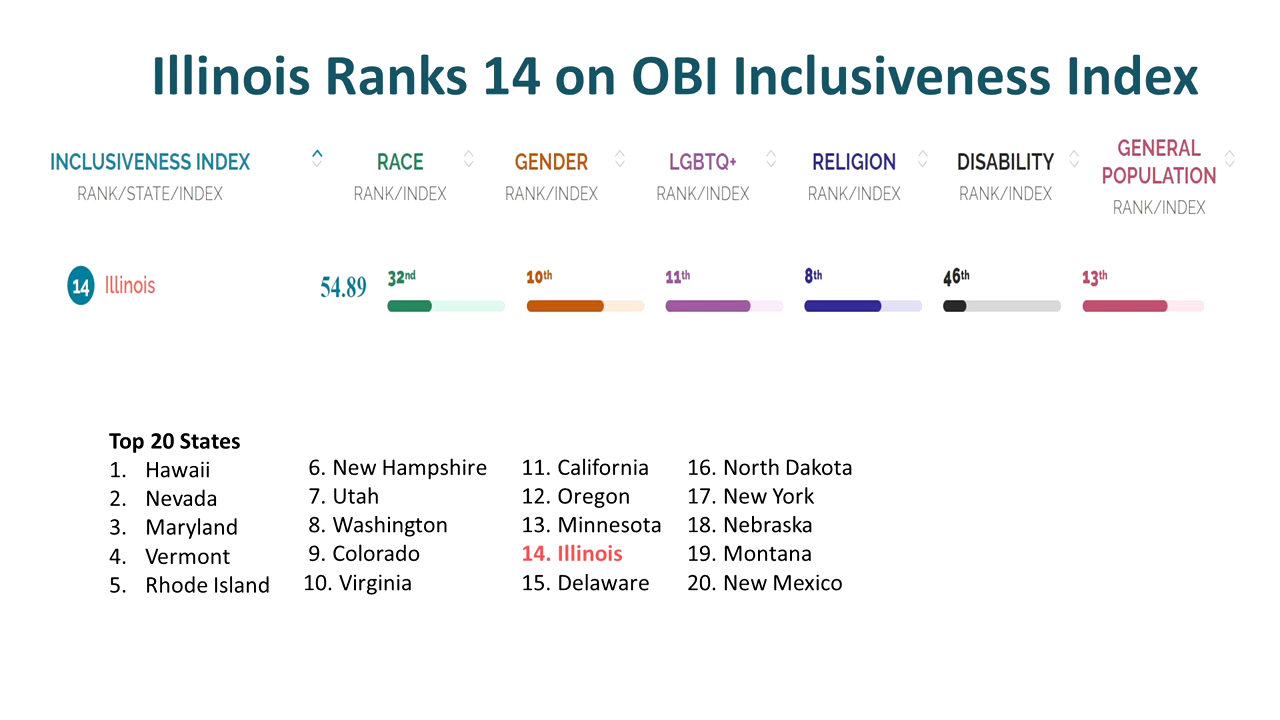 Illinois Ranks 14 on OBI Inclusiveness Index
INCLUSIVENESS INDEX
RANK/STATE/INDEX
RACE
RANK/INDEX
GENDER
RANK/INDEX
LGBTQ+
RANK/INDEX
RELIGION
RANK/INDEX
DISABILITY
RANK/INDEX
GENERAL
POPULATION
RANK/INDEX
14 Illinois 54.89 32nd 10th 11th 8th 46th 13th
Top 20 States
1. Hawaii
2. Nevada
3. Maryland
4. Vermont
5. Rhode Island
6. New Hampshire
7. Utah
8. Washington
9. Colorado
10. Virginia
11. California
12. Oregon
13. Minnesota
14. Illinois
15. Delaware
16. North Dakota
17. New York
18. Nebraska
19. Montana
20. New Mexico